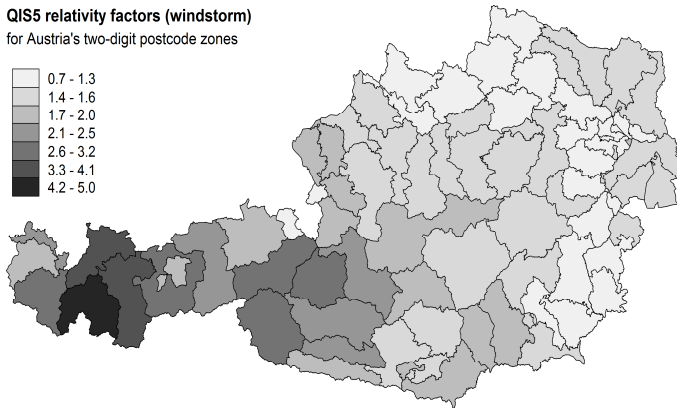 QIS5 relativity factors (windstorm)
for Austria's two-digit postcode zones
0.7 - 1.3
1.4 - 1.6
1.7 - 2.0
2.1 - 2.5
2.6 - 3.2
3.3 - 4.1
4.2 - 5.0